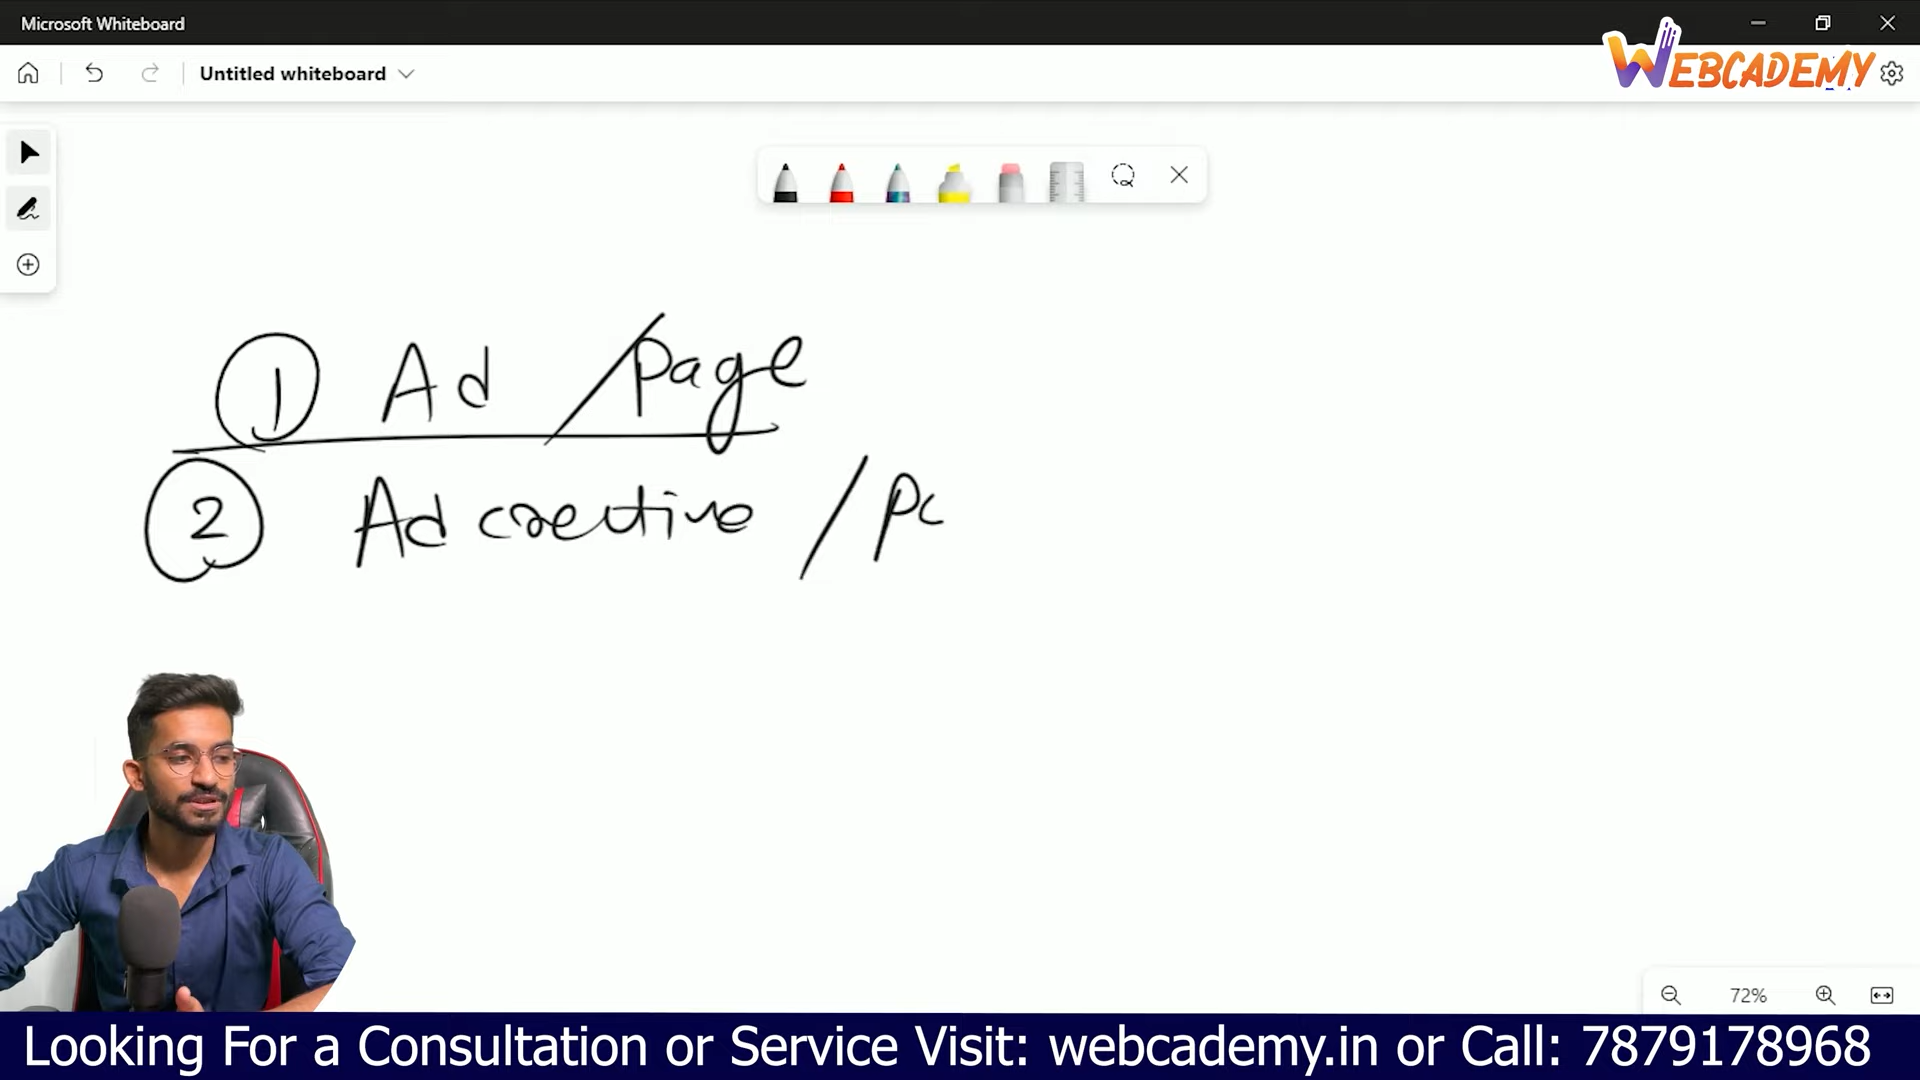 Microsoft Whiteboard
WEBCADEMY
Untitled whiteboard
1 Ad /page
2 Ad creative / Pa
72%
Looking For a Consultation or Service Visit: webcademy.in or Call: 7879178968